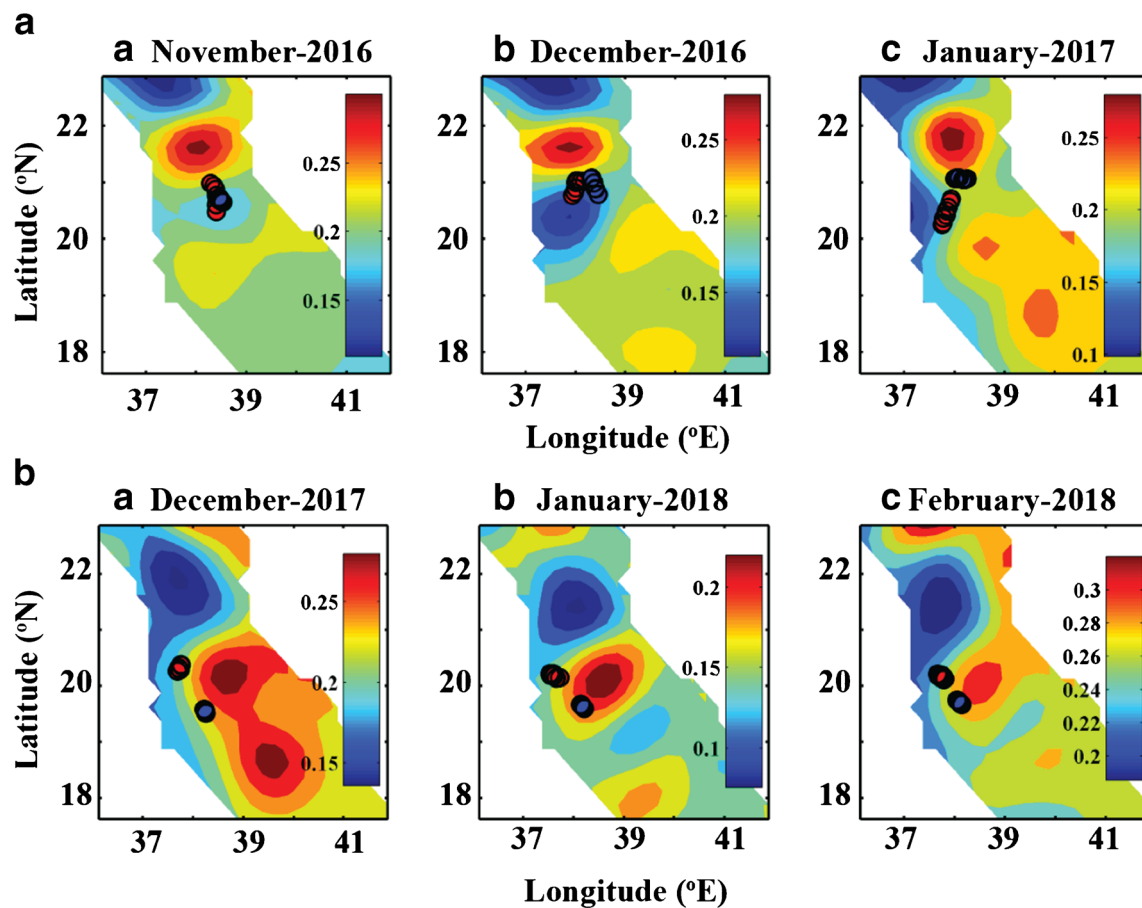 a
a November-2016 b December-2016 c January-2017
Latitude (°N)
22
20
18
0.25
0.2
0.15
37 39 41
22
20
18
0.25
0.2
0.15
37 39 41
22
20
18
0.25
0.2
0.15
0.1
37 39 41
Longitude (°E)
b
a December-2017 b January-2018 c February-2018
Latitude (°N)
22
20
18
0.25
0.2
0.15
37 39 41
22
20
18
0.2
0.15
0.1
37 39 41
22
20
18
0.3
0.28
0.26
0.24
0.22
0.2
37 39 41
Longitude (°E)